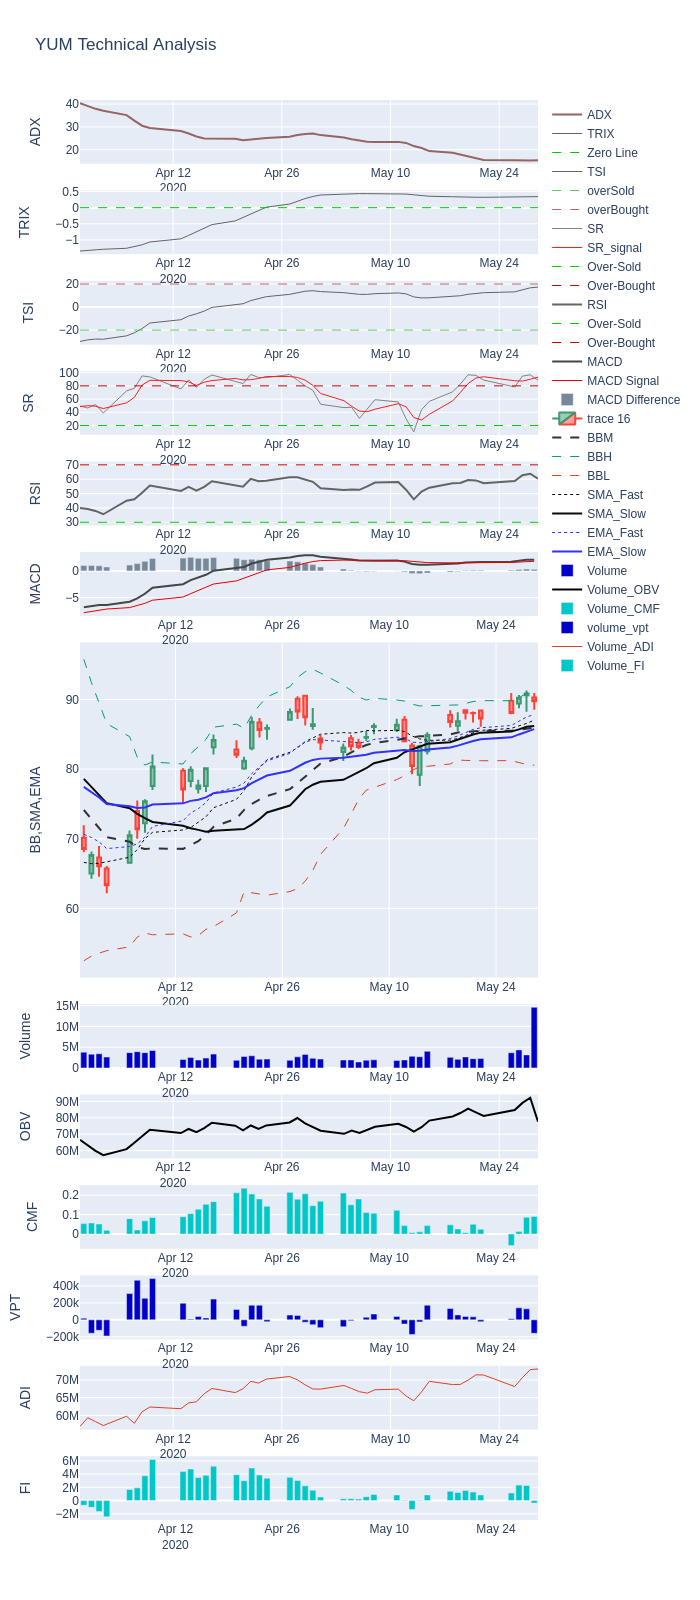 YUM Technical Analysis
ADX
40
30
20
Apr 12
2020
Apr 26
May 10
May 24
TRIX
0.5
0
−0.5
−1
Apr 12
2020
Apr 26
May 10
May 24
TSI
20
0
−20
Apr 12
2020
Apr 26
May 10
May 24
SR
100
80
60
40
20
Apr 12
2020
Apr 26
May 10
May 24
RSI
70
60
50
40
30
Apr 12
2020
Apr 26
May 10
May 24
MACD
0
−5
Apr 12
2020
Apr 26
May 10
May 24
BB,SMA,EMA
90
80
70
60
Apr 12
2020
Apr 26
May 10
May 24
Volume
15M
10M
5M
0
Apr 12
2020
Apr 26
May 10
May 24
OBV
90M
80M
70M
60M
Apr 12
2020
Apr 26
May 10
May 24
CMF
0.2
0.1
0
Apr 12
2020
Apr 26
May 10
May 24
VPT
400k
200k
0
−200k
Apr 12
2020
Apr 26
May 10
May 24
ADI
70M
65M
60M
Apr 12
2020
Apr 26
May 10
May 24
FI
6M
4M
2M
0
−2M
Apr 12
2020
Apr 26
May 10
May 24
ADX
TRIX
Zero Line
TSI
overSold
overBought
SR
SR_signal
Over-Sold
Over-Bought
RSI
Over-Sold
Over-Bought
MACD
MACD Signal
MACD Difference
trace 16
BBM
BBH
BBL
SMA_Fast
SMA_Slow
EMA_Fast
EMA_Slow
Volume
Volume_OBV
Volume_CMF
volume_vpt
Volume_ADI
Volume_FI